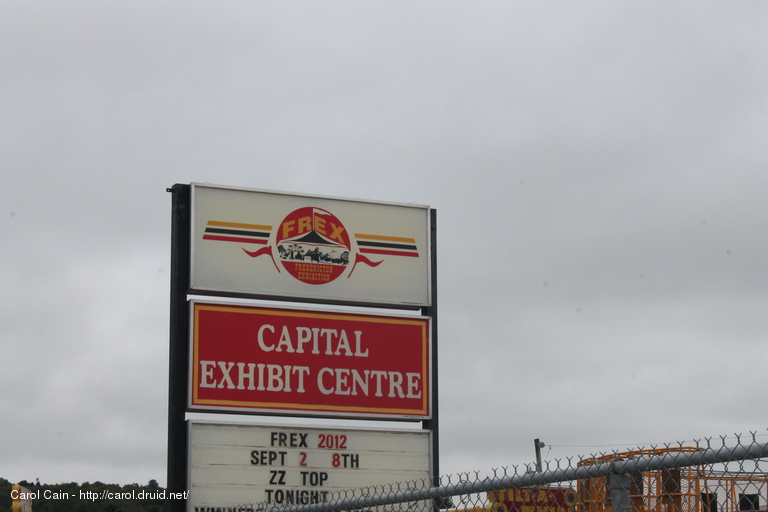 FREX
FREDERICTON
EXHIBITION
CAPITAL
EXHIBIT CENTRE
FREX 2012
SEPT 2 8TH
ZZ TOP
TONIGHT
Carol Cain - http://carol.druid.net/